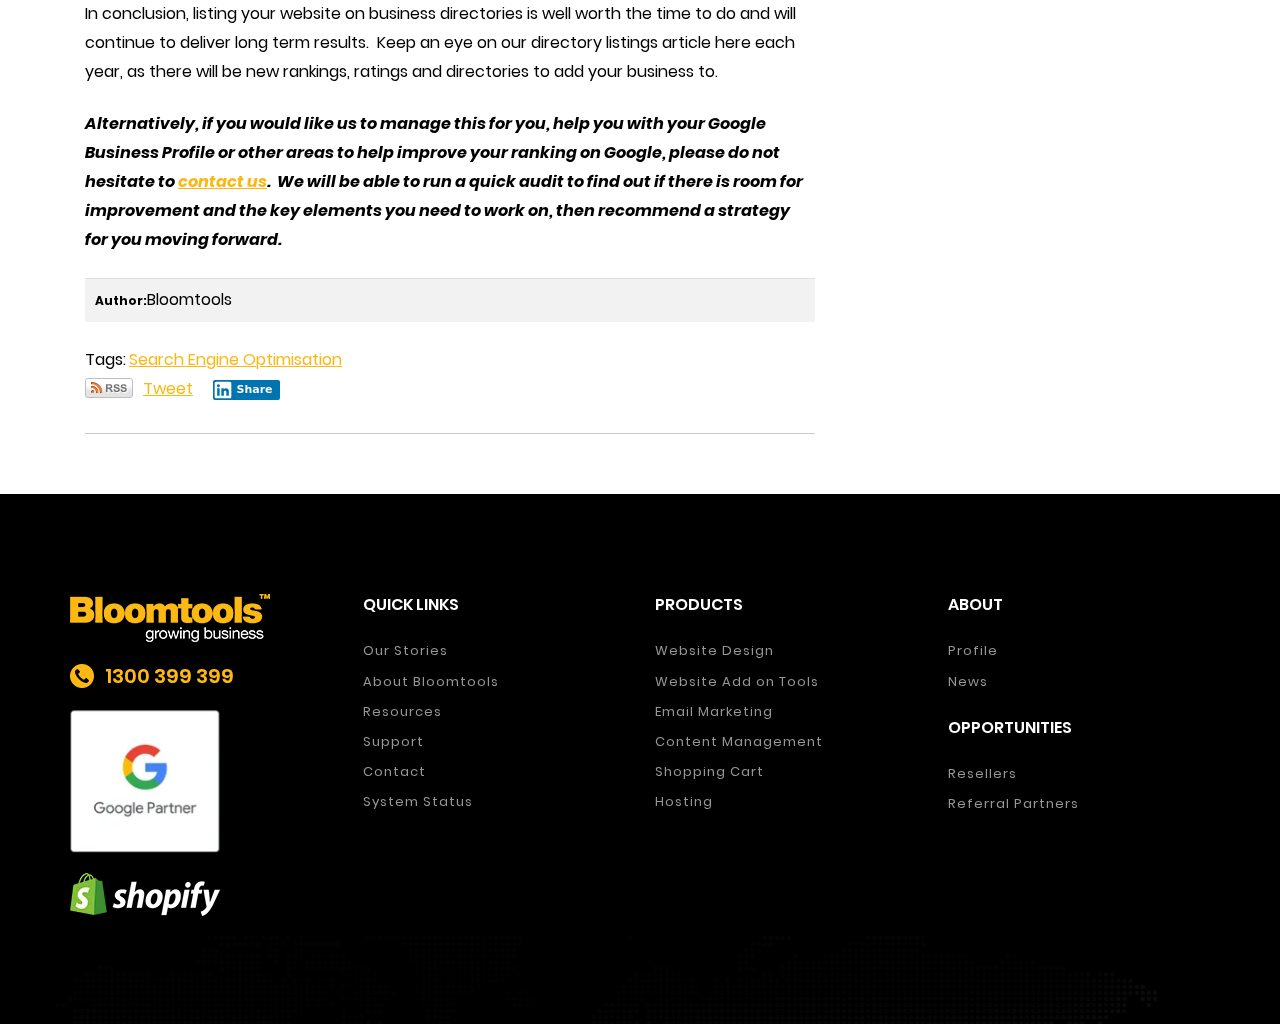 In conclusion, listing your website on business directories is well worth the time to do and will
continue to deliver long term results.  Keep an eye on our directory listings article here each
year, as there will be new rankings, ratings and directories to add your business to.
Alternatively, if you would like us to manage this for you, help you with your Google
Business Profile or other areas to help improve your ranking on Google, please do not
hesitate to contact us.  We will be able to run a quick audit to find out if there is room for
improvement and the key elements you need to work on, then recommend a strategy
for you moving forward.
Author:Bloomtools
Tags: Search Engine Optimisation
RSS Tweet in Share
Bloomtools™
growing business
1300 399 399
Google Partner
shopify
QUICK LINKS
Our Stories
About Bloomtools
Resources
Support
Contact
System Status
PRODUCTS
Website Design
Website Add on Tools
Email Marketing
Content Management
Shopping Cart
Hosting
ABOUT
Profile
News
OPPORTUNITIES
Resellers
Referral Partners